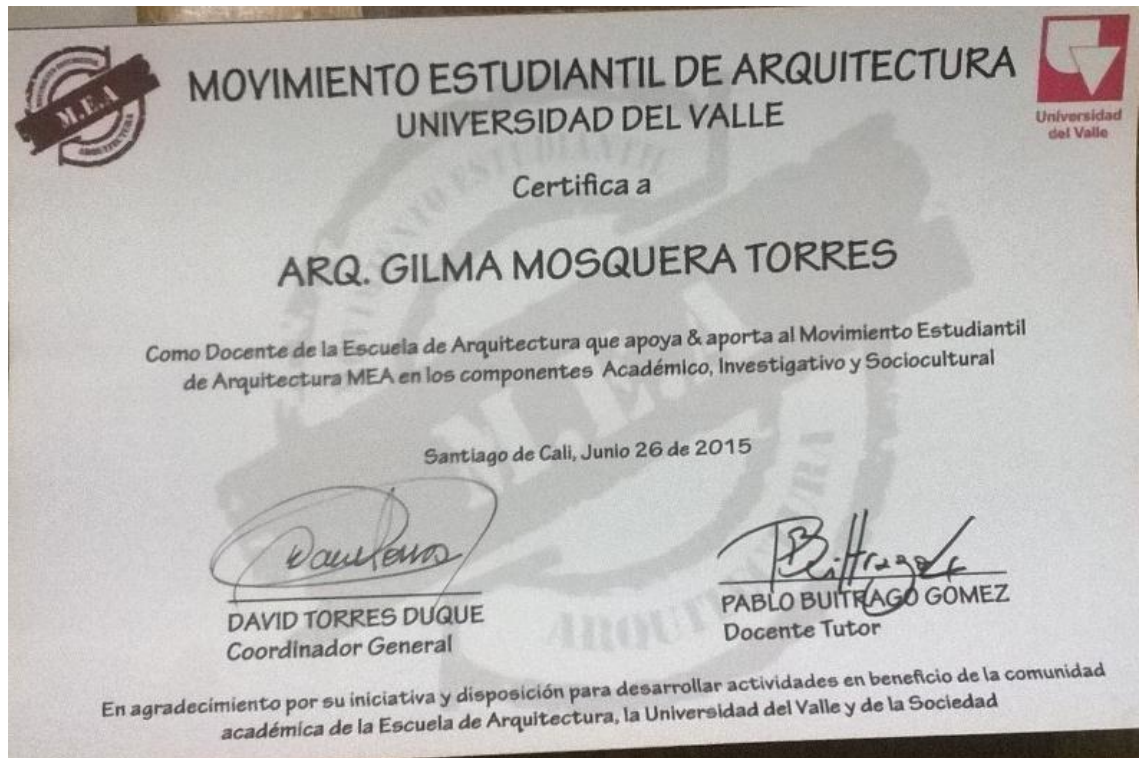 MOVIMIENTO ESTUDIANTIL DE ARQUITECTURA
UNIVERSIDAD DEL VALLE
M.E.A
ARQUITECTURA
Universidad
del Valle
Certifica a
ARQ. GILMA MOSQUERA TORRES
Como Docente de la Escuela de Arquitectura que apoya & aporta al Movimiento Estudiantil
de Arquitectura MEA en los componentes Académico, Investigativo y Sociocultural
Santiago de Cali, Junio 26 de 2015
DAVID TORRES DUQUE
Coordinador General
PABLO BUITRAGO GOMEZ
Docente Tutor
En agradecimiento por su iniciativa y disposición para desarrollar actividades en beneficio de la comunidad
académica de la Escuela de Arquitectura, la Universidad del Valle y de la Sociedad